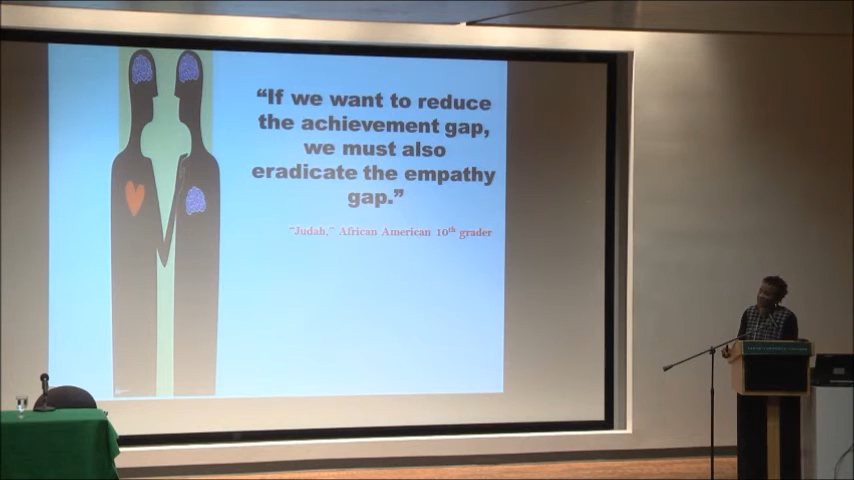 “If we want to reduce
the achievement gap,
we must also
eradicate the empathy
gap.”
“Judah,” African American 10th grader